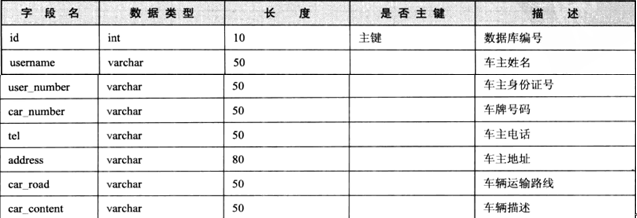 字段名 数据类型 长度 是否主键 描述
id int 10 主键 数据库编号
username varchar 50 车主姓名
user_number varchar 50 车主身份证号
car_number varchar 50 车牌号码
tel varchar 50 车主电话
address varchar 80 车主地址
car_road varchar 50 车辆运输路线
car_content varchar 50 车辆描述